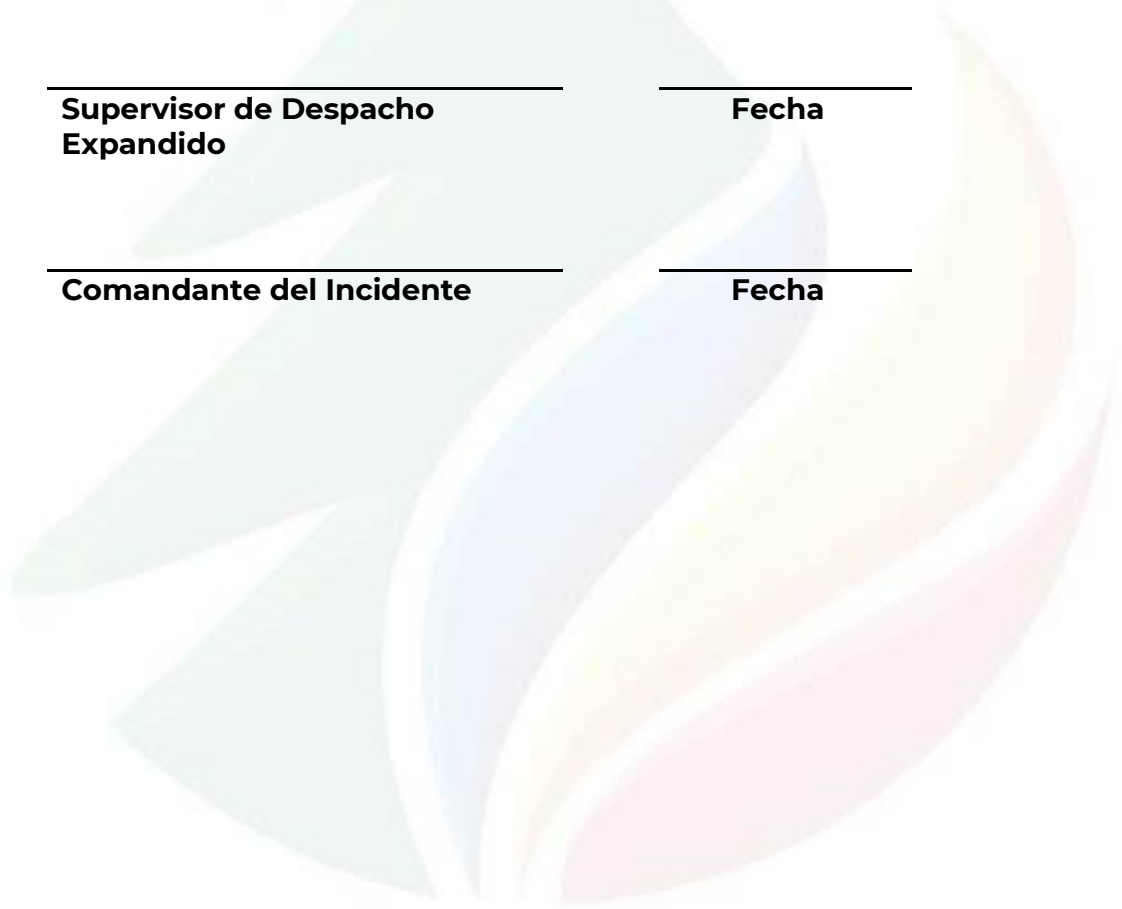 Supervisor de Despacho
Expandido
Fecha
Comandante del Incidente
Fecha